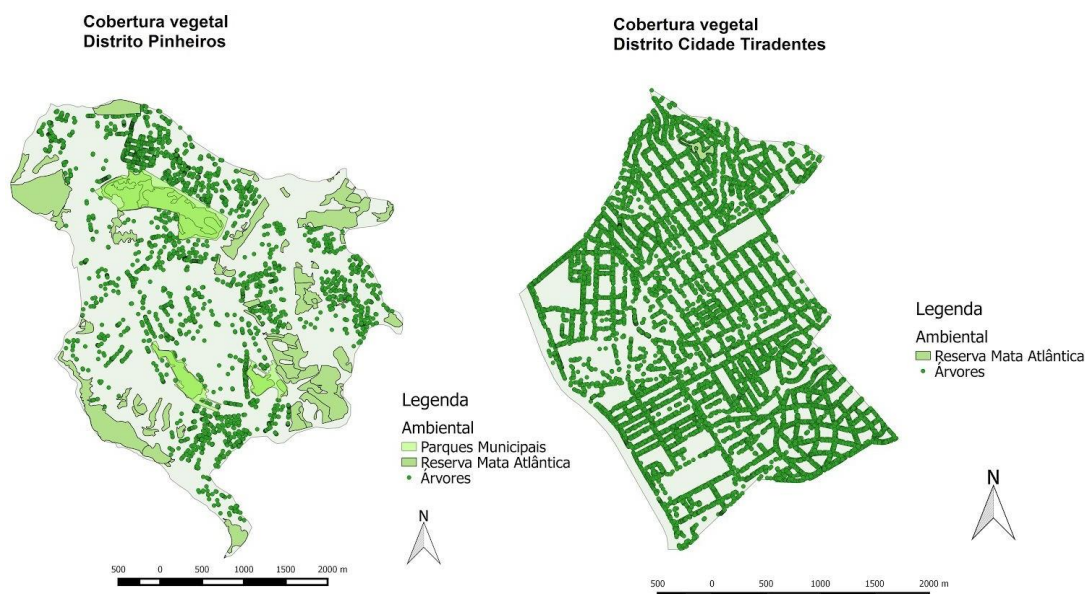 Cobertura vegetal
Distrito Pinheiros
Legenda
Ambiental
Parques Municipais
Reserva Mata Atlântica
Árvores
N
500 0 500 1000 1500 2000 m
Cobertura vegetal
Distrito Cidade Tiradentes
Legenda
Ambiental
Reserva Mata Atlântica
Árvores
N
500 0 500 1000 1500 2000 m